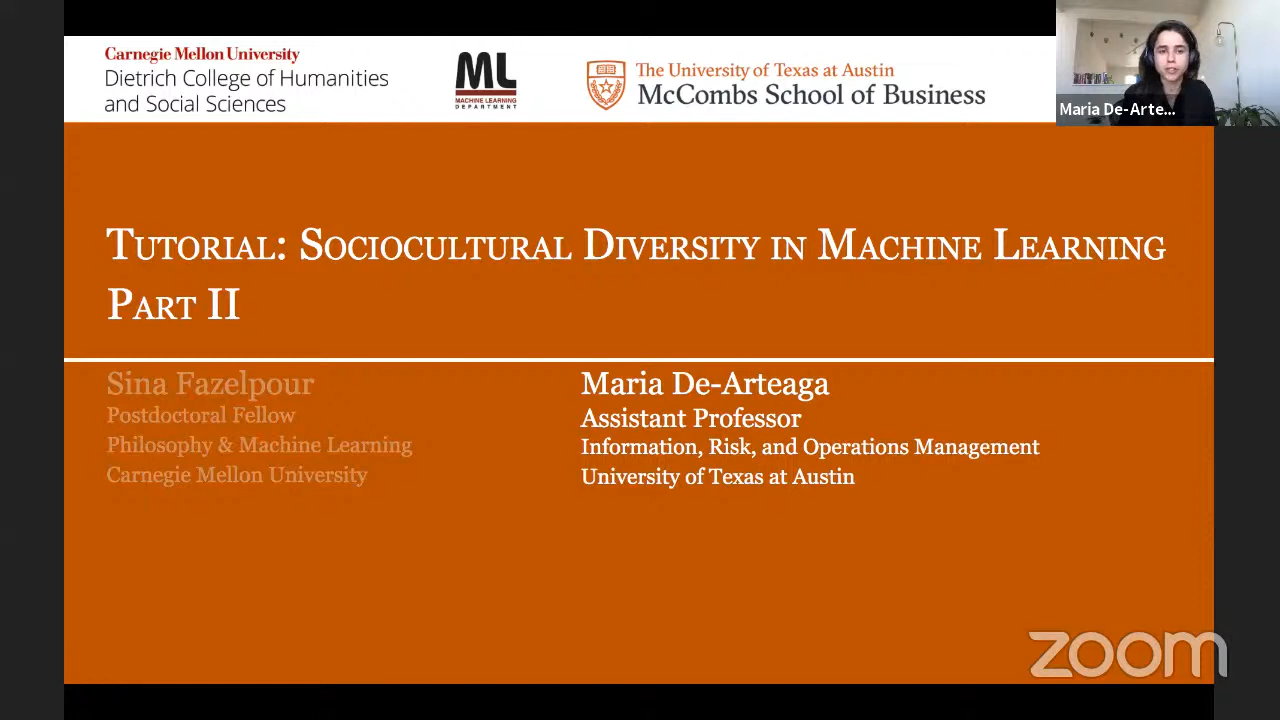 Carnegie Mellon University
Dietrich College of Humanities
and Social Sciences
ML
MACHINE LEARNING
DEPARTMENT
The University of Texas at Austin
McCombs School of Business
Maria De-Arte...
Tutorial: Sociocultural Diversity in Machine Learning
Part II
Sina Fazelpour
Postdoctoral Fellow
Philosophy & Machine Learning
Carnegie Mellon University
Maria De-Arteaga
Assistant Professor
Information, Risk, and Operations Management
University of Texas at Austin
zoom